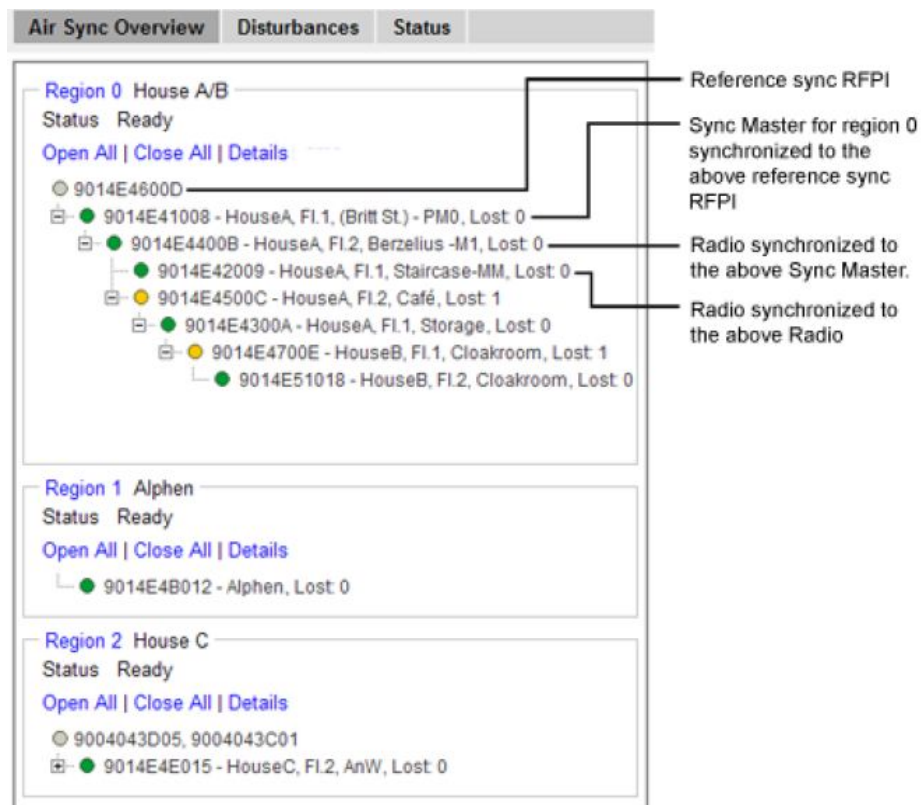 Air Sync Overview Disturbances Status
Region 0 House A/B
Status Ready
Open All | Close All | Details
9014E4600D
9014E41008 - HouseA, Fl.1, (Britt St.) - PM0, Lost: 0
9014E4400B - HouseA, Fl.2, Berzelius -M1, Lost: 0
9014E42009 - HouseA, Fl.1, Staircase-MM, Lost: 0
9014E4500C - HouseA, Fl.2, Café, Lost: 1
9014E4300A - HouseA, Fl.1, Storage, Lost: 0
9014E4700E - HouseB, Fl.1, Cloakroom, Lost: 1
9014E51018 - HouseB, Fl.2, Cloakroom, Lost: 0
Reference sync RFPI
Sync Master for region 0
synchronized to the
above reference sync
RFPI
Radio synchronized to
the above Sync Master.
Radio synchronized to
the above Radio
Region 1 Alphen
Status Ready
Open All | Close All | Details
9014E4B012 - Alphen, Lost: 0
Region 2 House C
Status Ready
Open All | Close All | Details
9004043D05, 9004043C01
9014E4E015 - HouseC, Fl.2, AnW, Lost: 0